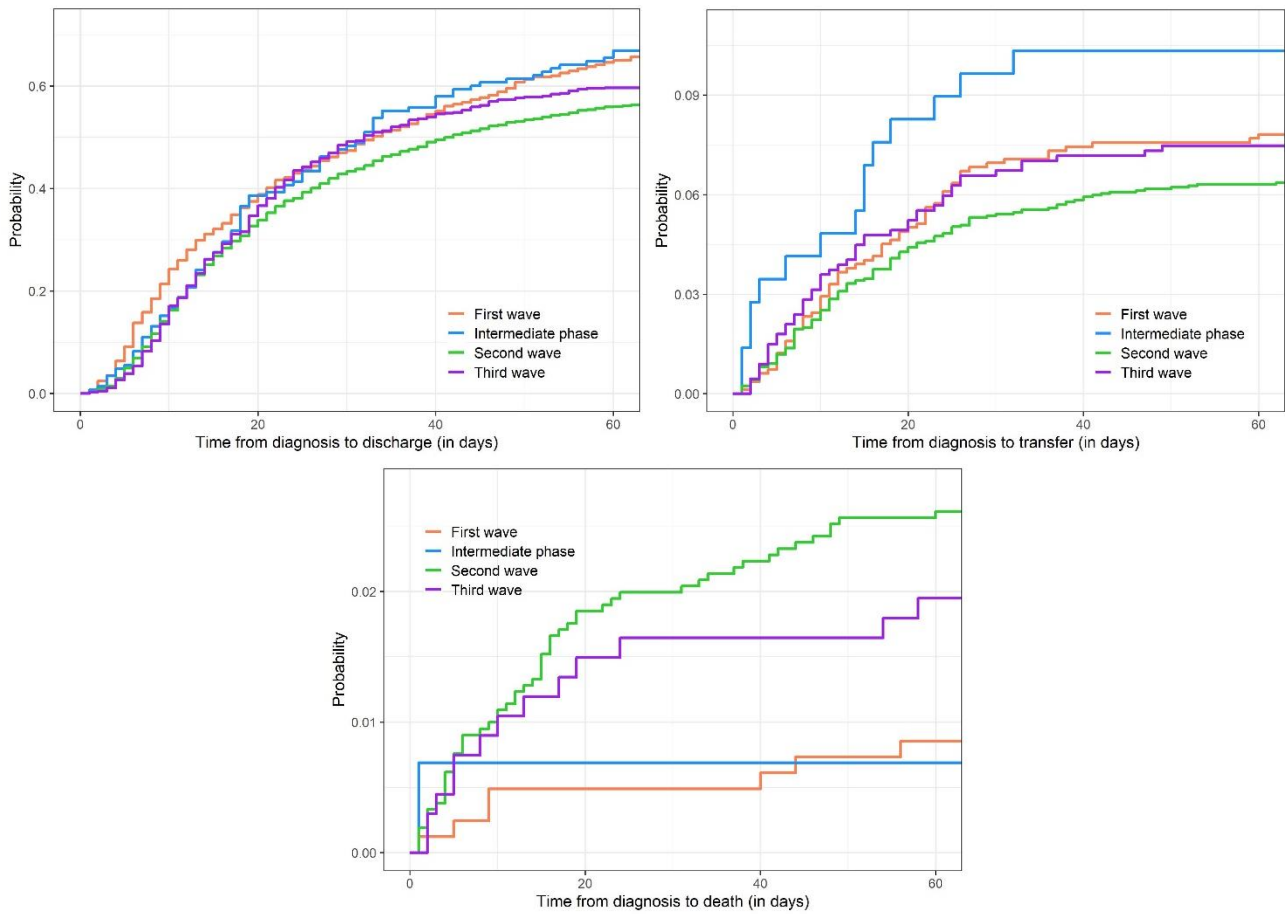 Probability
0.6
0.4
0.2
0.0
First wave
Intermediate phase
Second wave
Third wave
0 20 40 60
Time from diagnosis to discharge (in days)
Probability
0.09
0.06
0.03
0.00
First wave
Intermediate phase
Second wave
Third wave
0 20 40 60
Time from diagnosis to transfer (in days)
Probability
0.02
0.01
0.00
First wave
Intermediate phase
Second wave
Third wave
0 20 40 60
Time from diagnosis to death (in days)